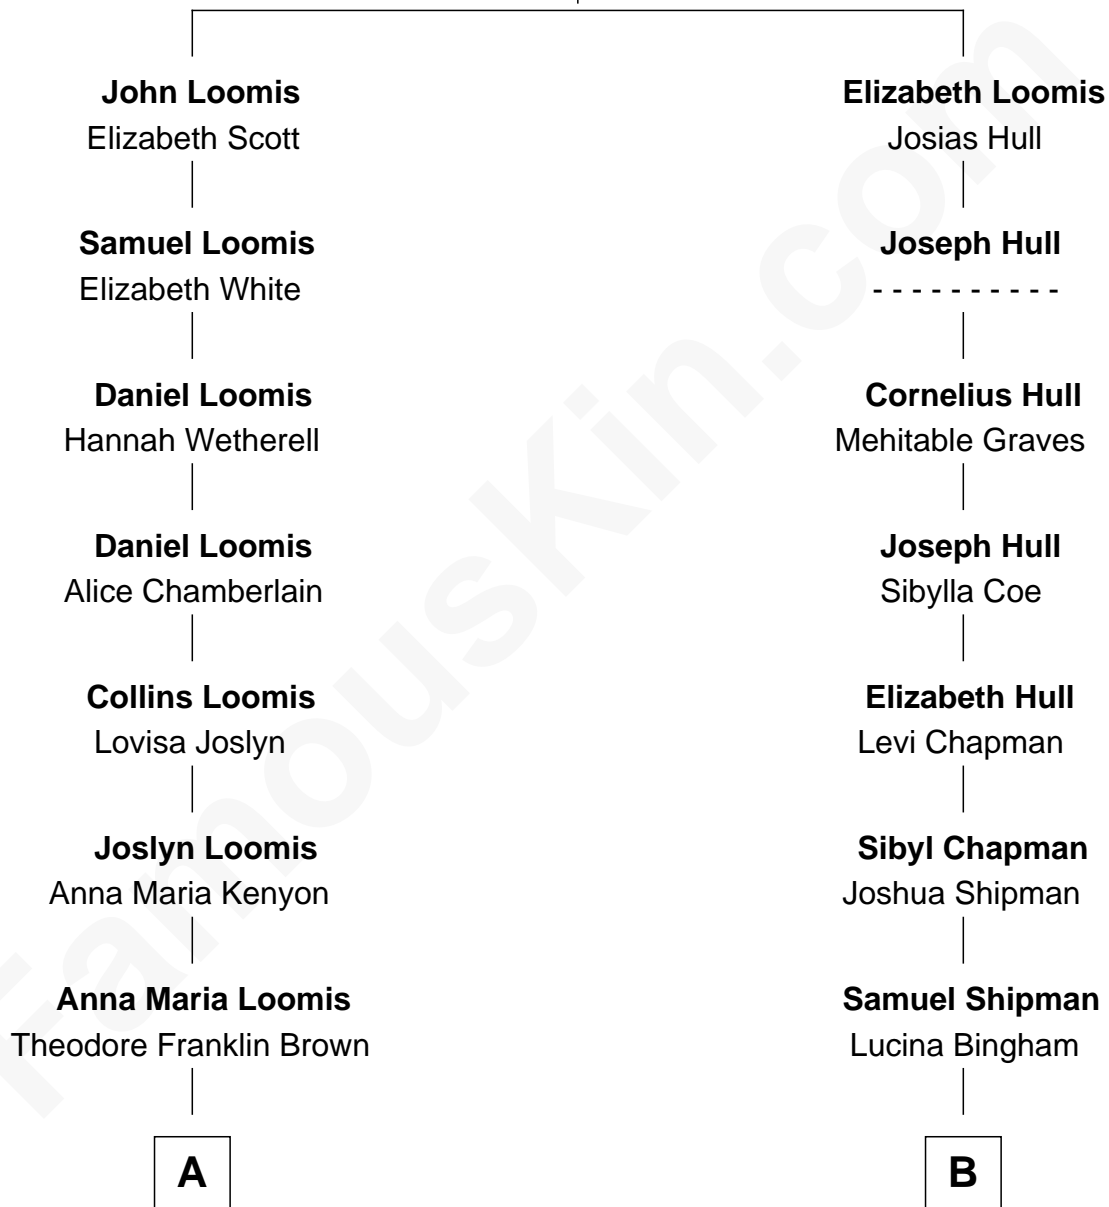 John Loomis
Elizabeth Scott
Samuel Loomis
Elizabeth White
Daniel Loomis
Hannah Wetherell
Daniel Loomis
Alice Chamberlain
Collins Loomis
Lovisa Joslyn
Joslyn Loomis
Anna Maria Kenyon
Anna Maria Loomis
Theodore Franklin Brown
A
Elizabeth Loomis
Josias Hull
Joseph Hull
- - - - - - - - - -
Cornelius Hull
Mehitable Graves
Joseph Hull
Sibylla Coe
Elizabeth Hull
Levi Chapman
Sibyl Chapman
Joshua Shipman
Samuel Shipman
Lucina Bingham
B
FamousKin.com